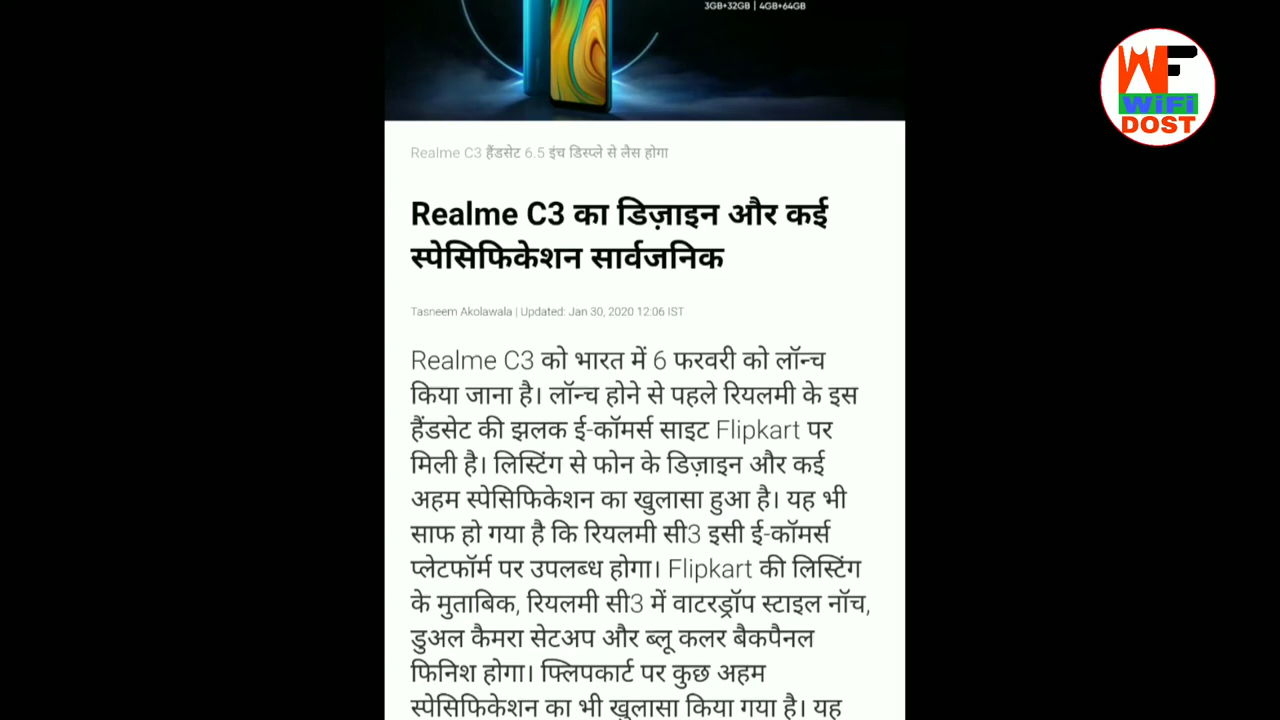 3GB+32GB | 4GB+64GB
WF
WiFi
DOST
Realme C3 हैंडसेट 6.5 इंच डिस्प्ले से लैस होगा
Realme C3 का डिज़ाइन और कई
स्पेसिफिकेशन सार्वजनिक
Tasneem Akolawala | Updated: Jan 30, 2020 12:06 IST
Realme C3 को भारत में 6 फरवरी को लॉन्च
किया जाना है। लॉन्च होने से पहले रियलमी के इस
हैंडसेट की झलक ई-कॉमर्स साइट Flipkart पर
मिली है। लिस्टिंग से फोन के डिज़ाइन और कई
अहम स्पेसिफिकेशन का खुलासा हुआ है। यह भी
साफ हो गया है कि रियलमी सी3 इसी ई-कॉमर्स
प्लेटफॉर्म पर उपलब्ध होगा। Flipkart की लिस्टिंग
के मुताबिक, रियलमी सी3 में वाटरड्रॉप स्टाइल नॉच,
डुअल कैमरा सेटअप और ब्लू कलर बैकपैनल
फिनिश होगा। फ्लिपकार्ट पर कुछ अहम
स्पेसिफिकेशन का भी खुलासा किया गया है। यह